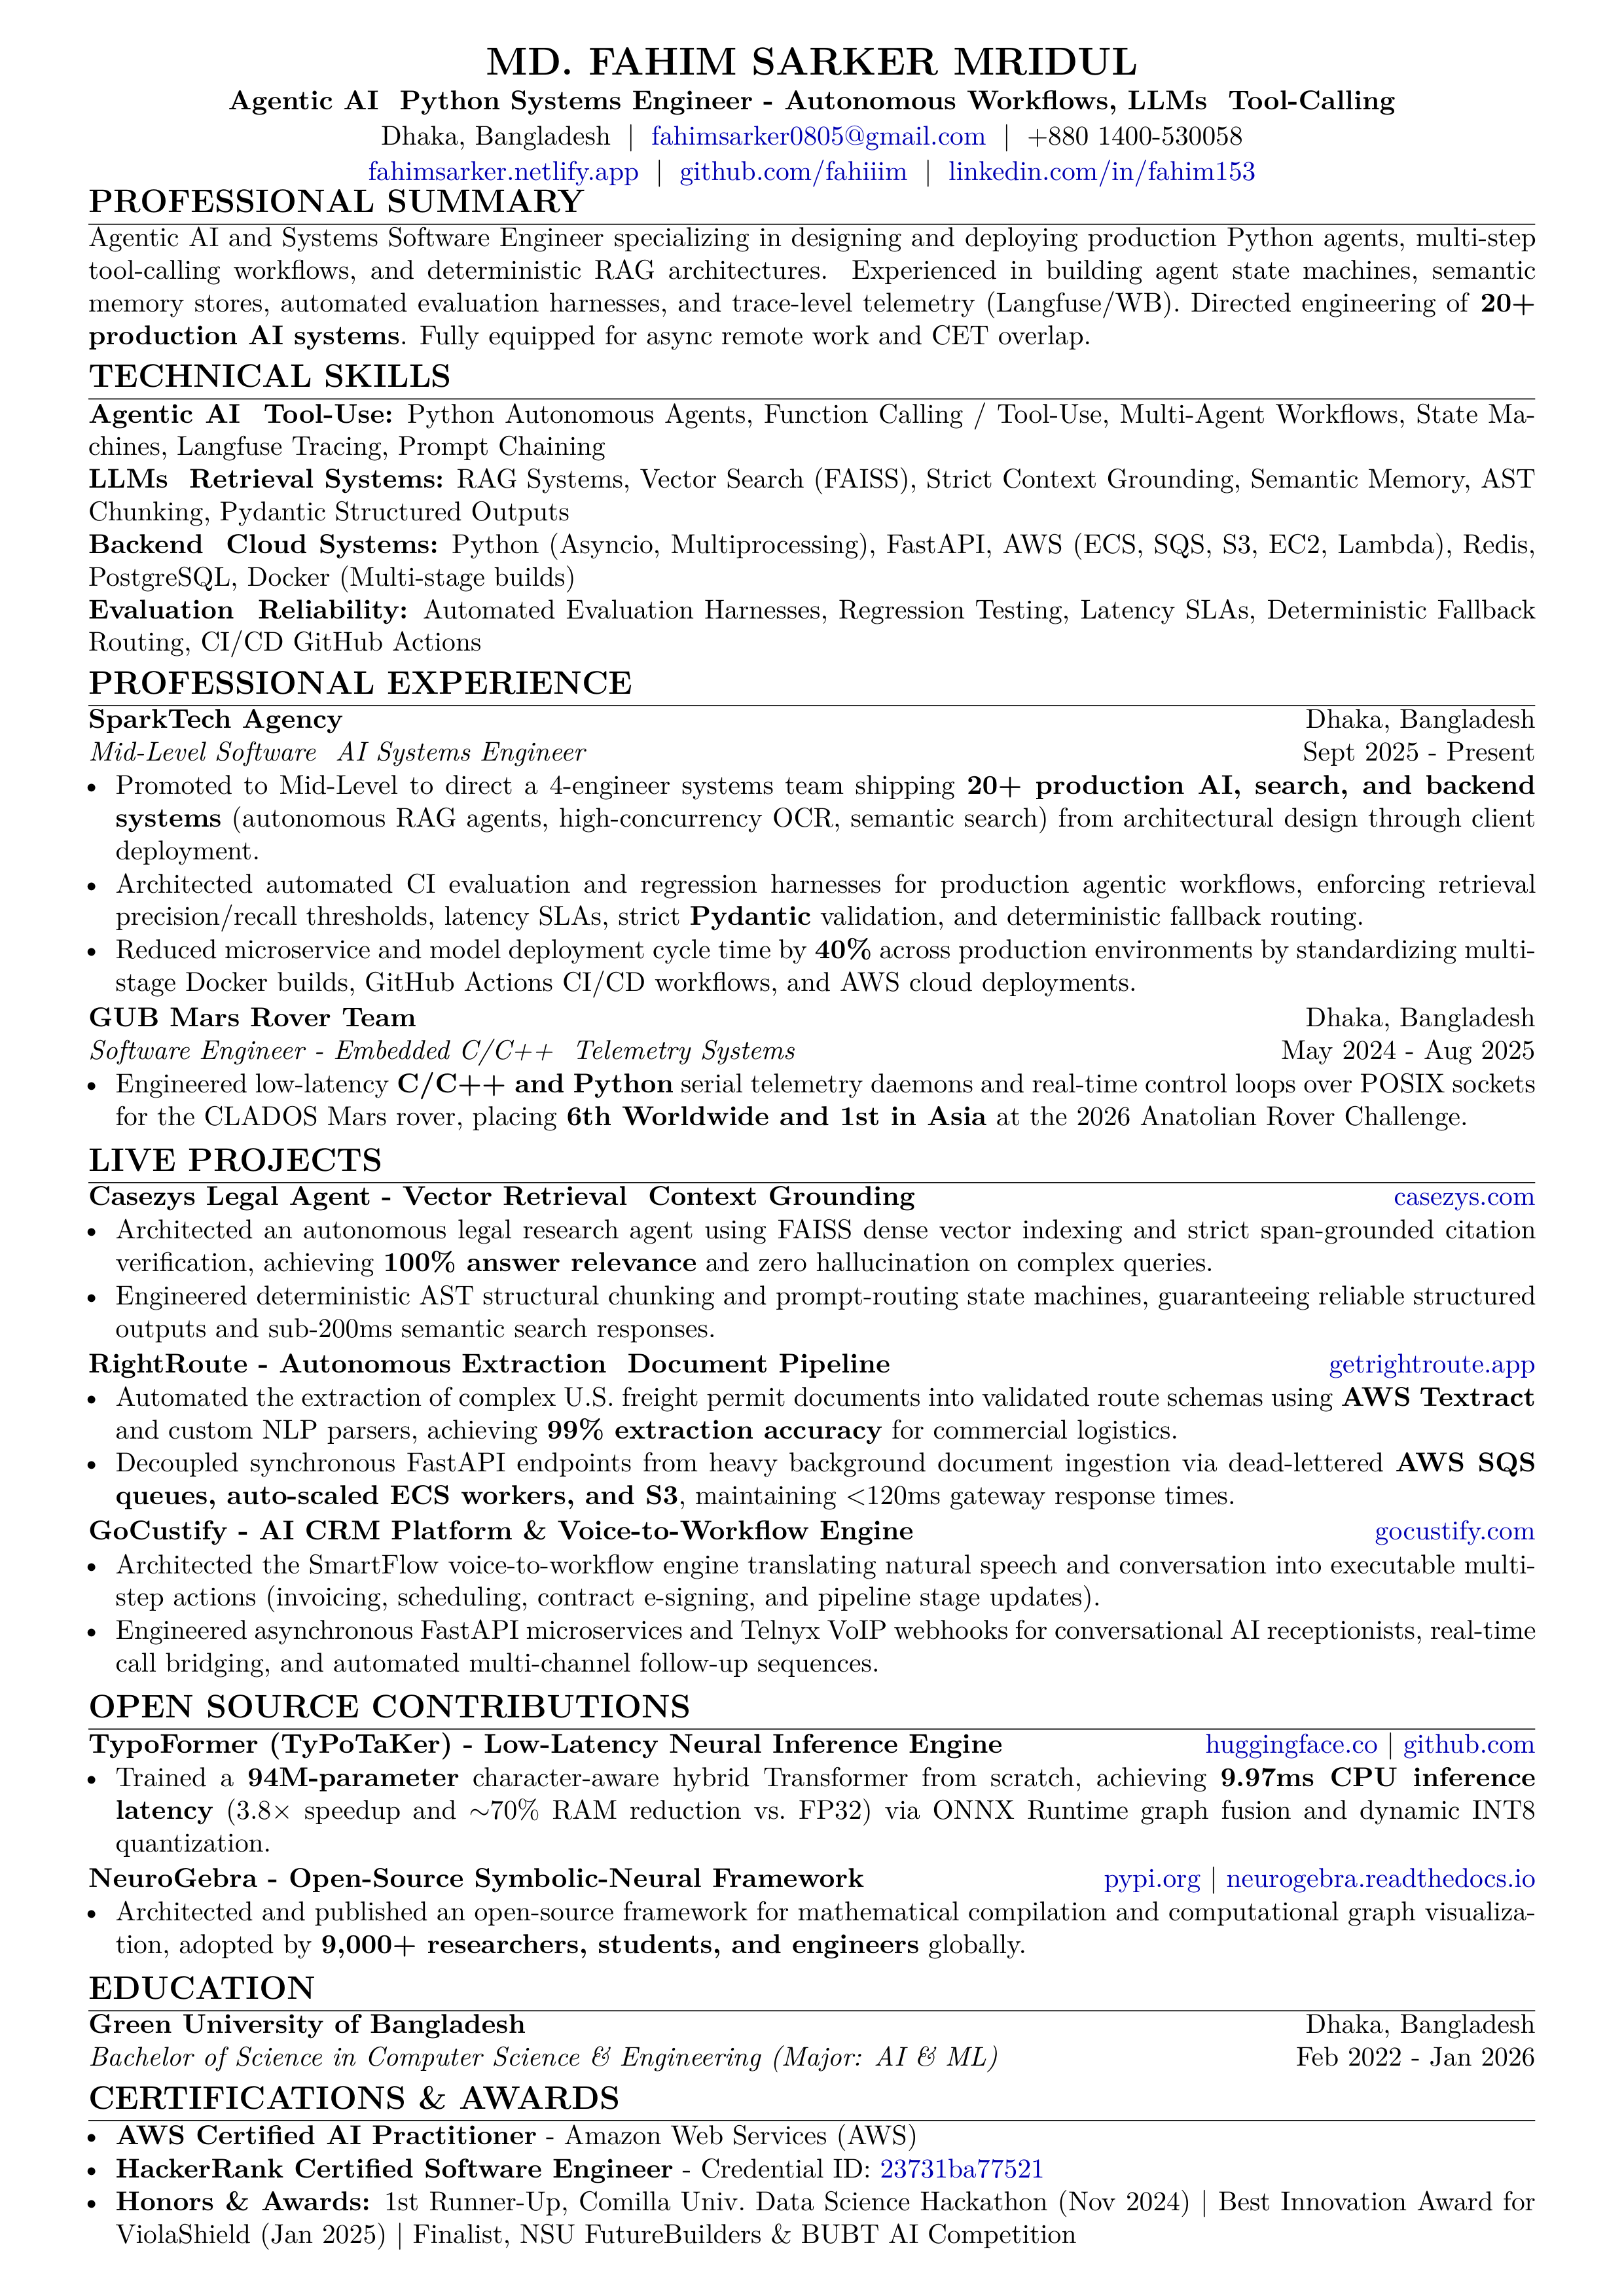 MD. FAHIM SARKER MRIDUL
Agentic AI  Python Systems Engineer - Autonomous Workflows, LLMs  Tool-Calling
Dhaka, Bangladesh | fahimsarker0805@gmail.com | +880 1400-530058
fahimsarker.netlify.app | github.com/fahiiim | linkedin.com/in/fahim153
PROFESSIONAL SUMMARY
Agentic AI and Systems Software Engineer specializing in designing and deploying production Python agents, multi-step
tool-calling workflows, and deterministic RAG architectures. Experienced in building agent state machines, semantic
memory stores, automated evaluation harnesses, and trace-level telemetry (Langfuse/WB). Directed engineering of 20+
production AI systems. Fully equipped for async remote work and CET overlap.
TECHNICAL SKILLS
Agentic AI  Tool-Use: Python Autonomous Agents, Function Calling / Tool-Use, Multi-Agent Workflows, State Ma-
chines, Langfuse Tracing, Prompt Chaining
LLMs  Retrieval Systems: RAG Systems, Vector Search (FAISS), Strict Context Grounding, Semantic Memory, AST
Chunking, Pydantic Structured Outputs
Backend  Cloud Systems: Python (Asyncio, Multiprocessing), FastAPI, AWS (ECS, SQS, S3, EC2, Lambda), Redis,
PostgreSQL, Docker (Multi-stage builds)
Evaluation  Reliability: Automated Evaluation Harnesses, Regression Testing, Latency SLAs, Deterministic Fallback
Routing, CI/CD GitHub Actions
PROFESSIONAL EXPERIENCE
SparkTech Agency Dhaka, Bangladesh
Mid-Level Software  AI Systems Engineer Sept 2025 - Present
• Promoted to Mid-Level to direct a 4-engineer systems team shipping 20+ production AI, search, and backend
systems (autonomous RAG agents, high-concurrency OCR, semantic search) from architectural design through client
deployment.
• Architected automated CI evaluation and regression harnesses for production agentic workflows, enforcing retrieval
precision/recall thresholds, latency SLAs, strict Pydantic validation, and deterministic fallback routing.
• Reduced microservice and model deployment cycle time by 40% across production environments by standardizing multi-
stage Docker builds, GitHub Actions CI/CD workflows, and AWS cloud deployments.
GUB Mars Rover Team Dhaka, Bangladesh
Software Engineer - Embedded C/C++  Telemetry Systems May 2024 - Aug 2025
• Engineered low-latency C/C++ and Python serial telemetry daemons and real-time control loops over POSIX sockets
for the CLADOS Mars rover, placing 6th Worldwide and 1st in Asia at the 2026 Anatolian Rover Challenge.
LIVE PROJECTS
Casezys Legal Agent - Vector Retrieval  Context Grounding casezys.com
• Architected an autonomous legal research agent using FAISS dense vector indexing and strict span-grounded citation
verification, achieving 100% answer relevance and zero hallucination on complex queries.
• Engineered deterministic AST structural chunking and prompt-routing state machines, guaranteeing reliable structured
outputs and sub-200ms semantic search responses.
RightRoute - Autonomous Extraction  Document Pipeline getrightroute.app
• Automated the extraction of complex U.S. freight permit documents into validated route schemas using AWS Textract
and custom NLP parsers, achieving 99% extraction accuracy for commercial logistics.
• Decoupled synchronous FastAPI endpoints from heavy background document ingestion via dead-lettered AWS SQS
queues, auto-scaled ECS workers, and S3, maintaining <120ms gateway response times.
GoCustify - AI CRM Platform & Voice-to-Workflow Engine gocustify.com
• Architected the SmartFlow voice-to-workflow engine translating natural speech and conversation into executable multi-
step actions (invoicing, scheduling, contract e-signing, and pipeline stage updates).
• Engineered asynchronous FastAPI microservices and Telnyx VoIP webhooks for conversational AI receptionists, real-time
call bridging, and automated multi-channel follow-up sequences.
OPEN SOURCE CONTRIBUTIONS
TypoFormer (TyPoTaKer) - Low-Latency Neural Inference Engine huggingface.co | github.com
• Trained a 94M-parameter character-aware hybrid Transformer from scratch, achieving 9.97ms CPU inference
latency (3.8× speedup and ∼70% RAM reduction vs. FP32) via ONNX Runtime graph fusion and dynamic INT8
quantization.
NeuroGebra - Open-Source Symbolic-Neural Framework pypi.org | neurogebra.readthedocs.io
• Architected and published an open-source framework for mathematical compilation and computational graph visualiza-
tion, adopted by 9,000+ researchers, students, and engineers globally.
EDUCATION
Green University of Bangladesh Dhaka, Bangladesh
Bachelor of Science in Computer Science & Engineering (Major: AI & ML) Feb 2022 - Jan 2026
CERTIFICATIONS & AWARDS
• AWS Certified AI Practitioner - Amazon Web Services (AWS)
• HackerRank Certified Software Engineer - Credential ID: 23731ba77521
• Honors & Awards: 1st Runner-Up, Comilla Univ. Data Science Hackathon (Nov 2024) | Best Innovation Award for
ViolaShield (Jan 2025) | Finalist, NSU FutureBuilders & BUBT AI Competition